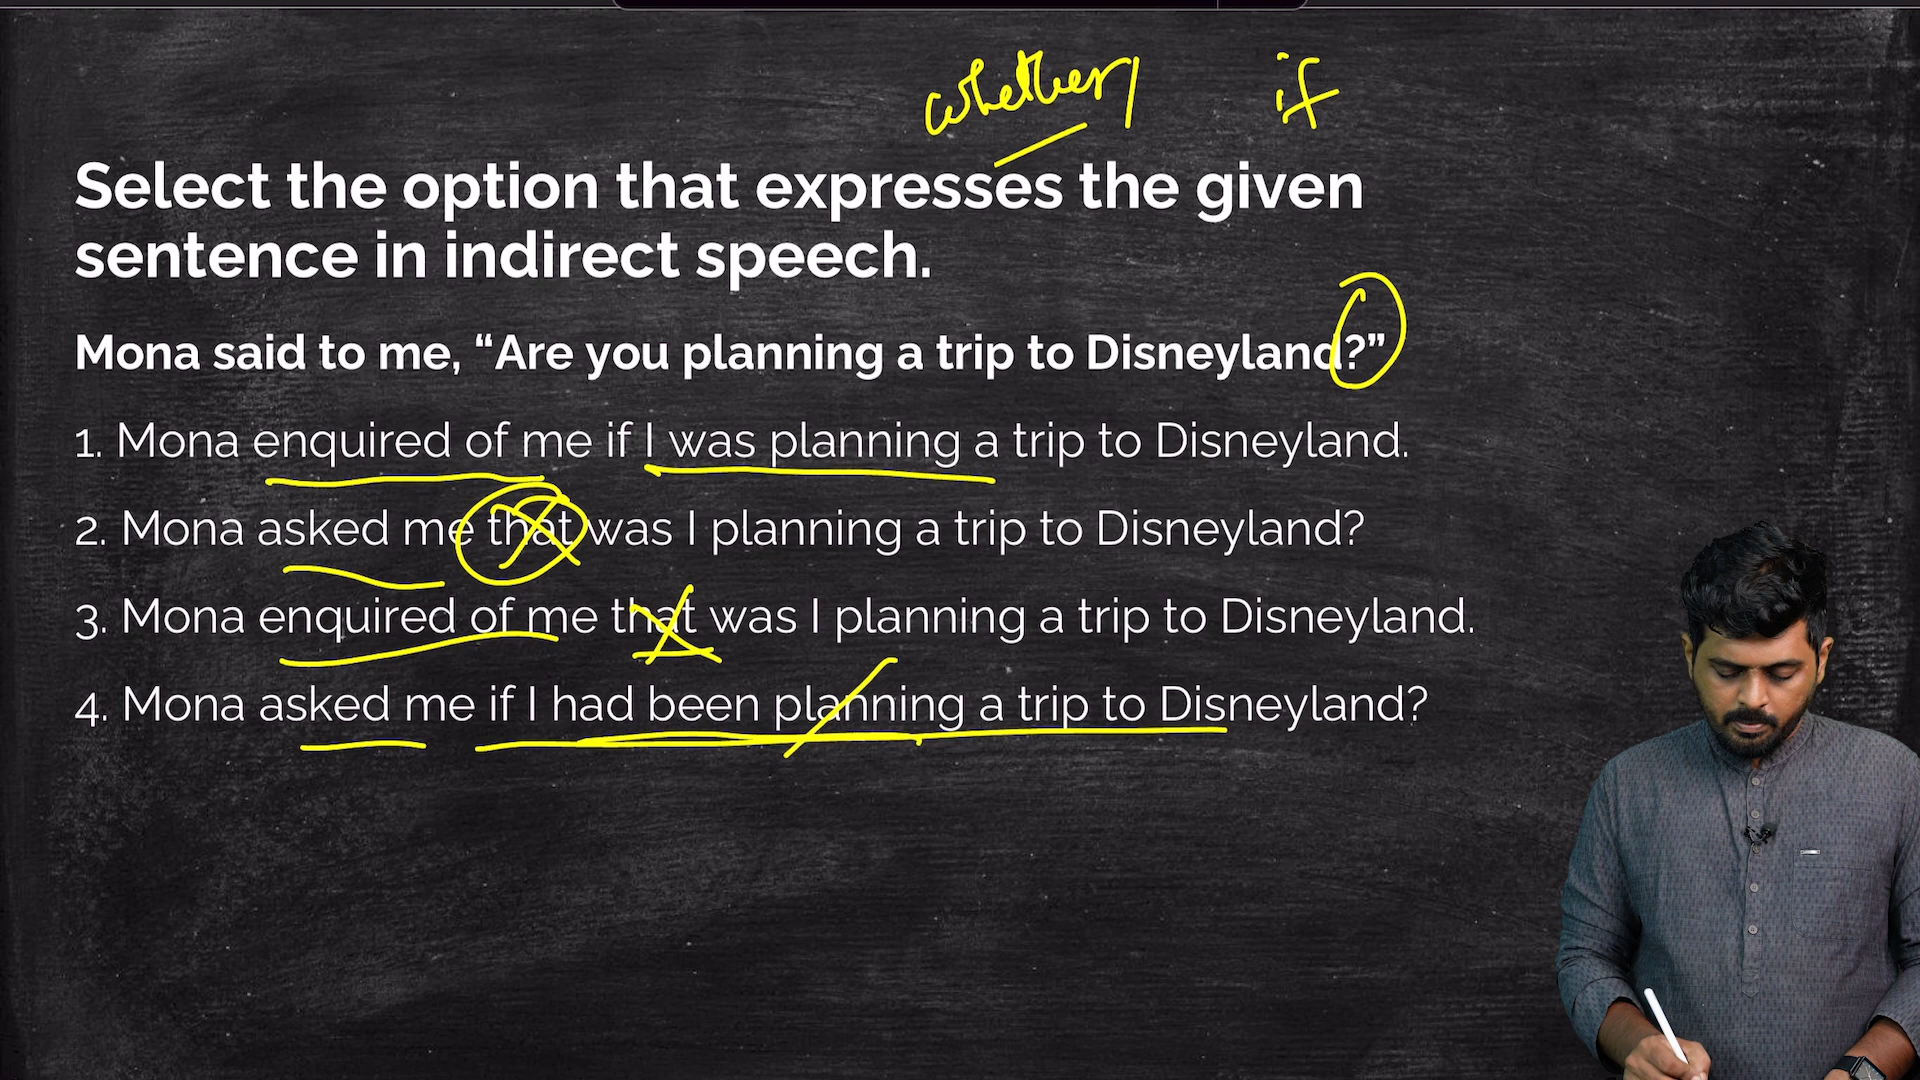 whether if
Select the option that expresses the given
sentence in indirect speech.
Mona said to me, “Are you planning a trip to Disneyland?”
1. Mona enquired of me if I was planning a trip to Disneyland.
2. Mona asked me that was I planning a trip to Disneyland?
3. Mona enquired of me that was I planning a trip to Disneyland.
4. Mona asked me if I had been planning a trip to Disneyland?